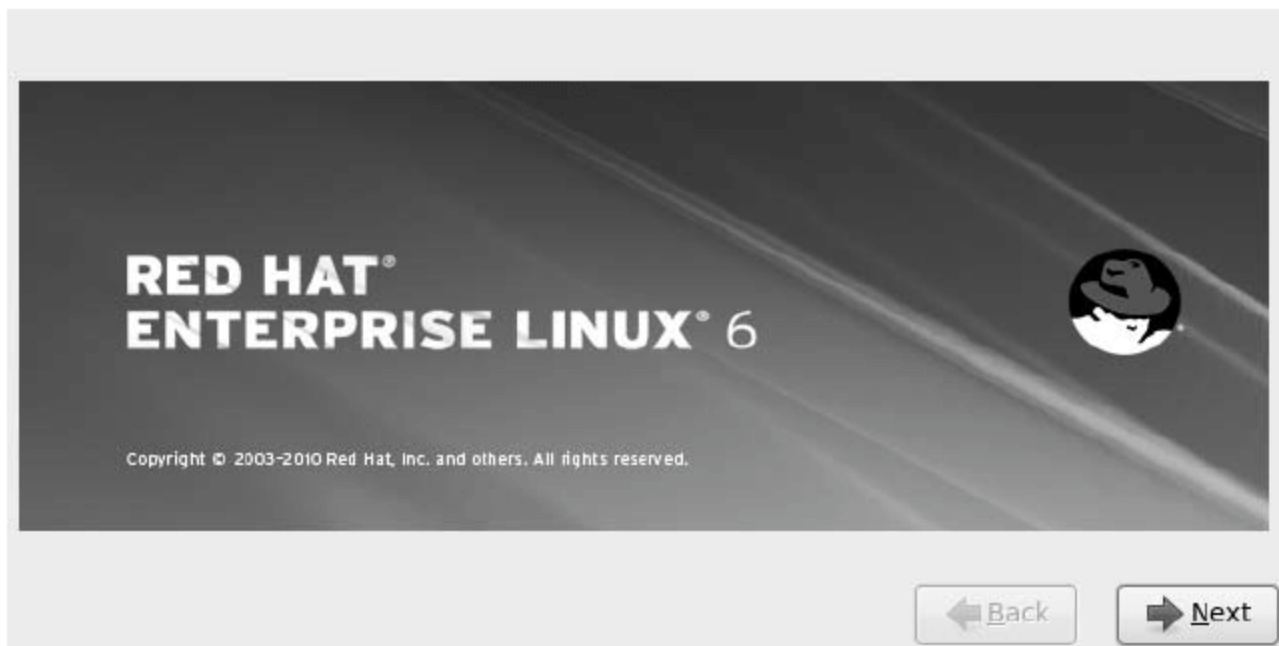 RED HAT®
ENTERPRISE LINUX® 6
Copyright © 2003-2010 Red Hat, Inc. and others. All rights reserved.
Back
Next